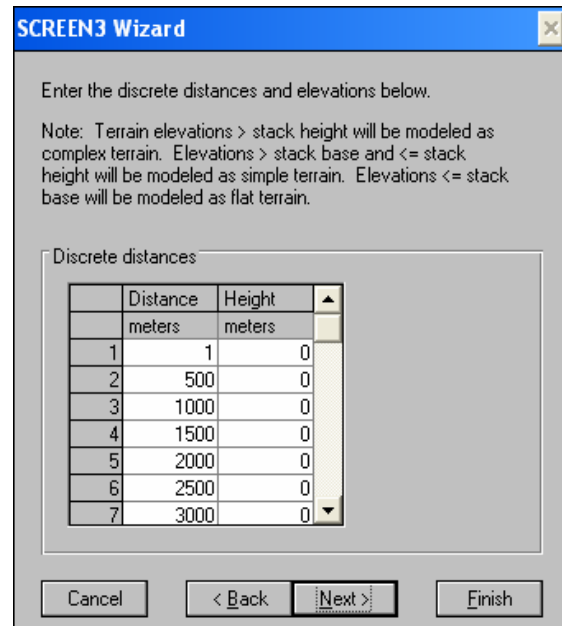 SCREEN3 Wizard
Enter the discrete distances and elevations below.
Note: Terrain elevations > stack height will be modeled as
complex terrain. Elevations > stack base and <= stack
height will be modeled as simple terrain. Elevations <= stack
base will be modeled as flat terrain.
Discrete distances
Distance Height
meters meters
1 1 0
2 500 0
3 1000 0
4 1500 0
5 2000 0
6 2500 0
7 3000 0
Cancel < Back Next > Finish